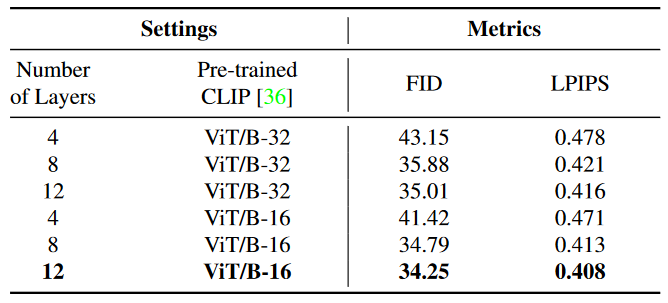 Settings Metrics
Number of Layers Pre-trained CLIP [36] FID LPIPS
4 ViT/B-32 43.15 0.478
8 ViT/B-32 35.88 0.421
12 ViT/B-32 35.01 0.416
4 ViT/B-16 41.42 0.471
8 ViT/B-16 34.79 0.413
12 ViT/B-16 34.25 0.408